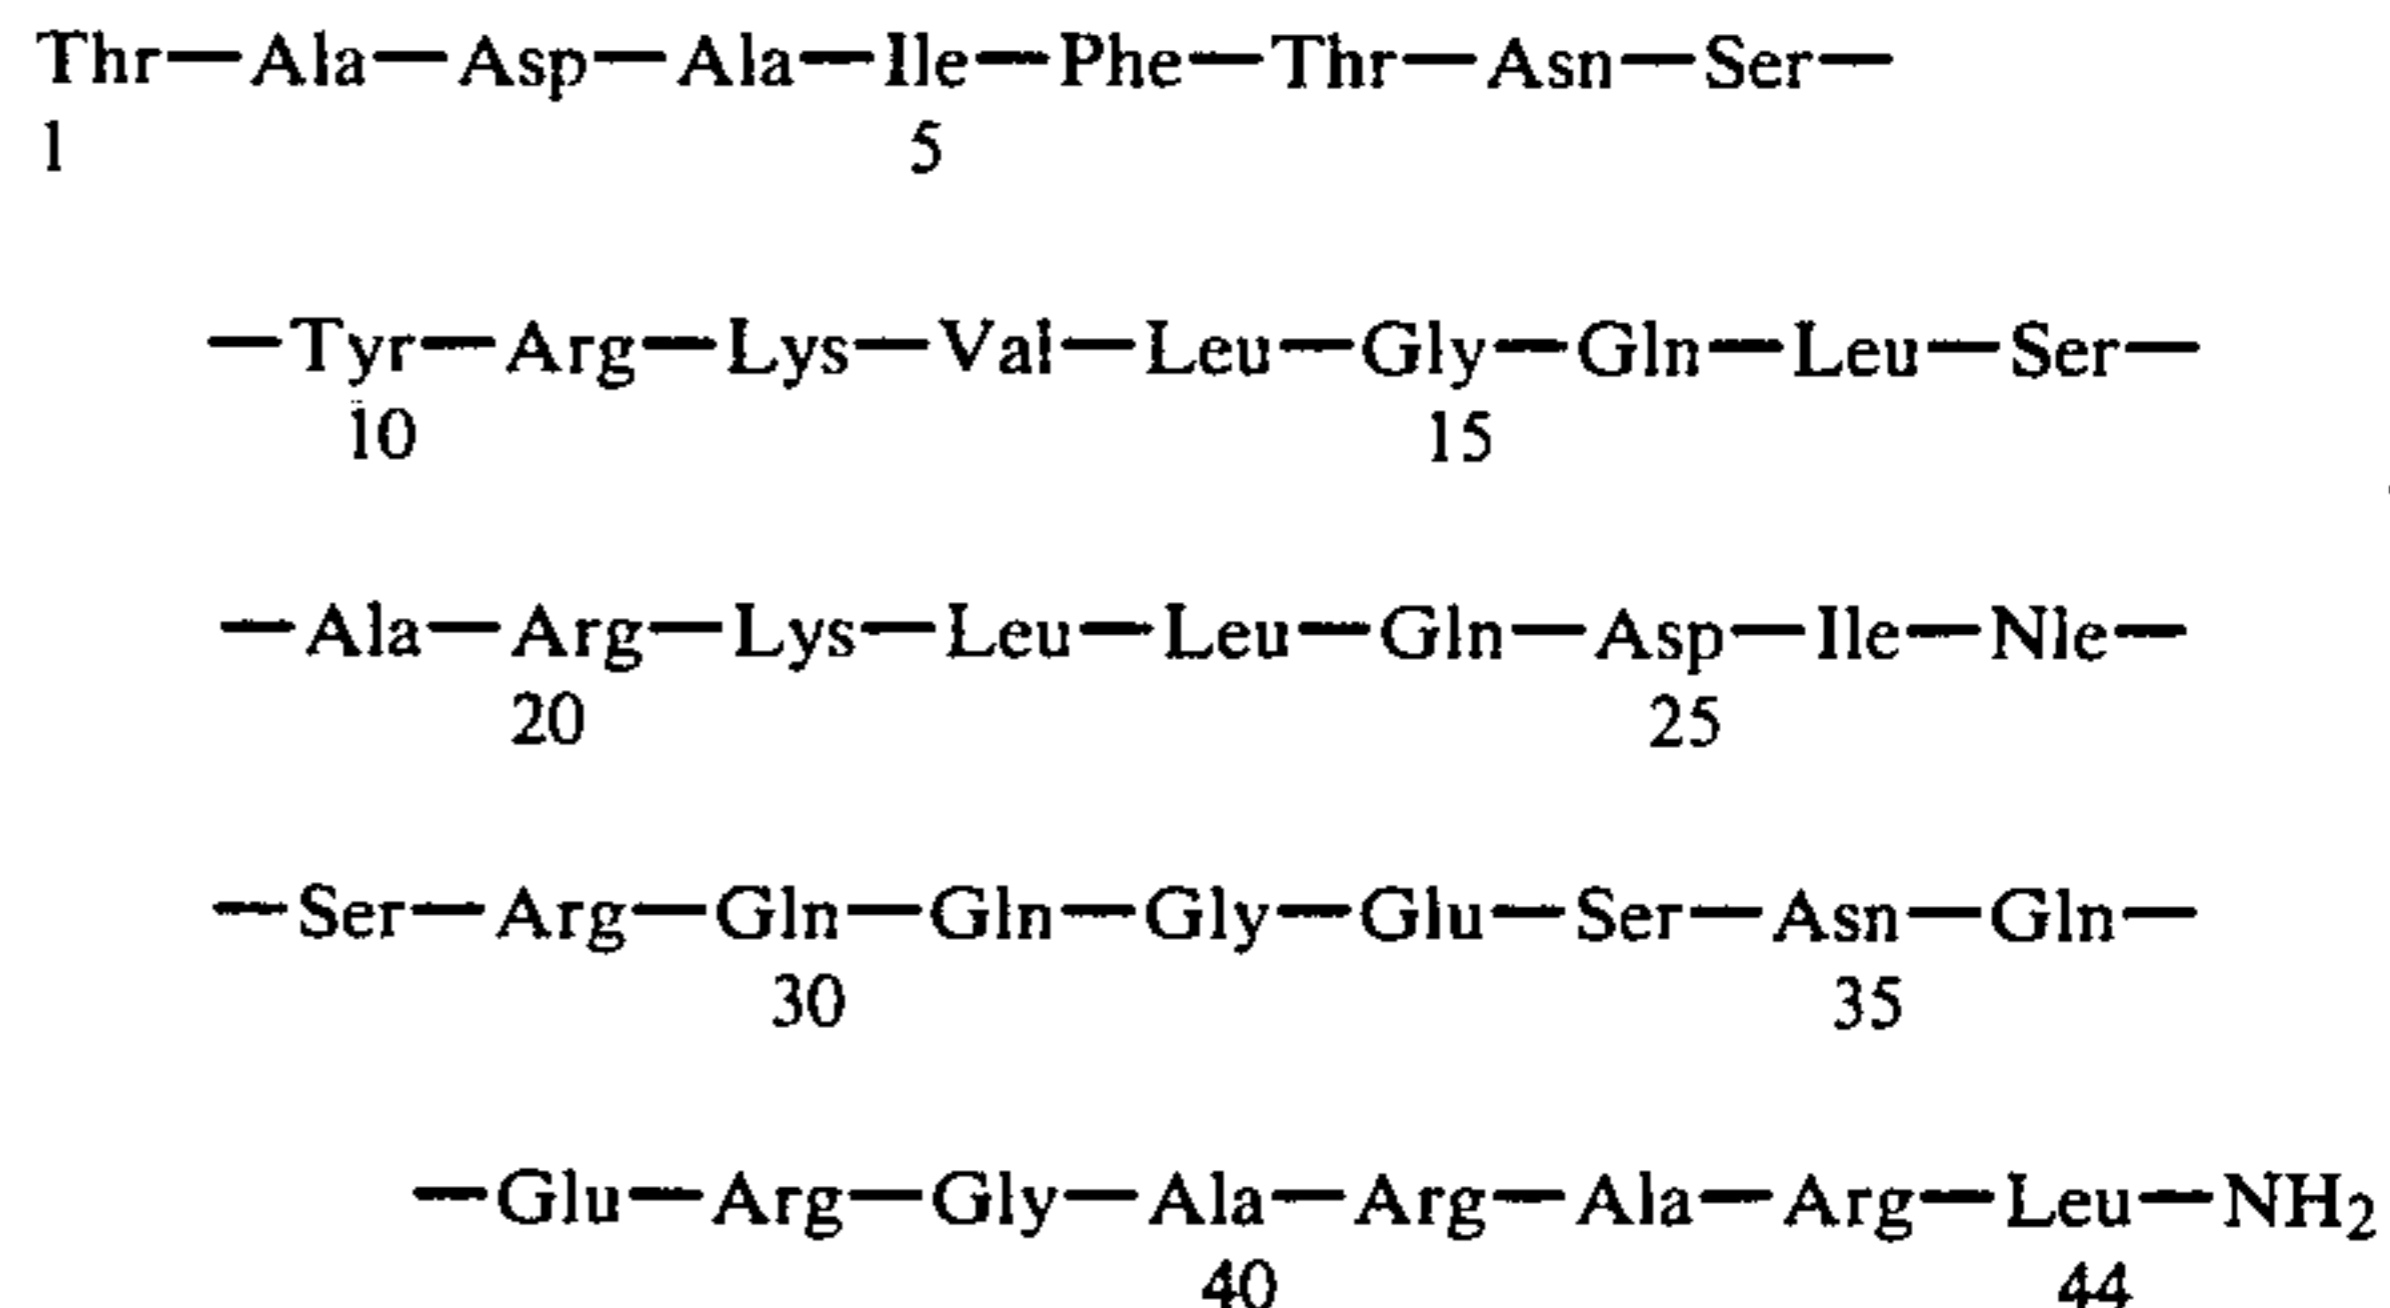 Thr—Ala—Asp—Ala—Ile—Phe—Thr—Asn—Ser—
1 5
—Tyr—Arg—Lys—Val—Leu—Gly—Gln—Leu—Ser—
10 15
—Ala—Arg—Lys—Leu—Leu—Gln—Asp—Ile—Nle—
20 25
—Ser—Arg—Gln—Gln—Gly—Glu—Ser—Asn—Gln—
30 35
—Glu—Arg—Gly—Ala—Arg—Ala—Arg—Leu—NH2
40 44